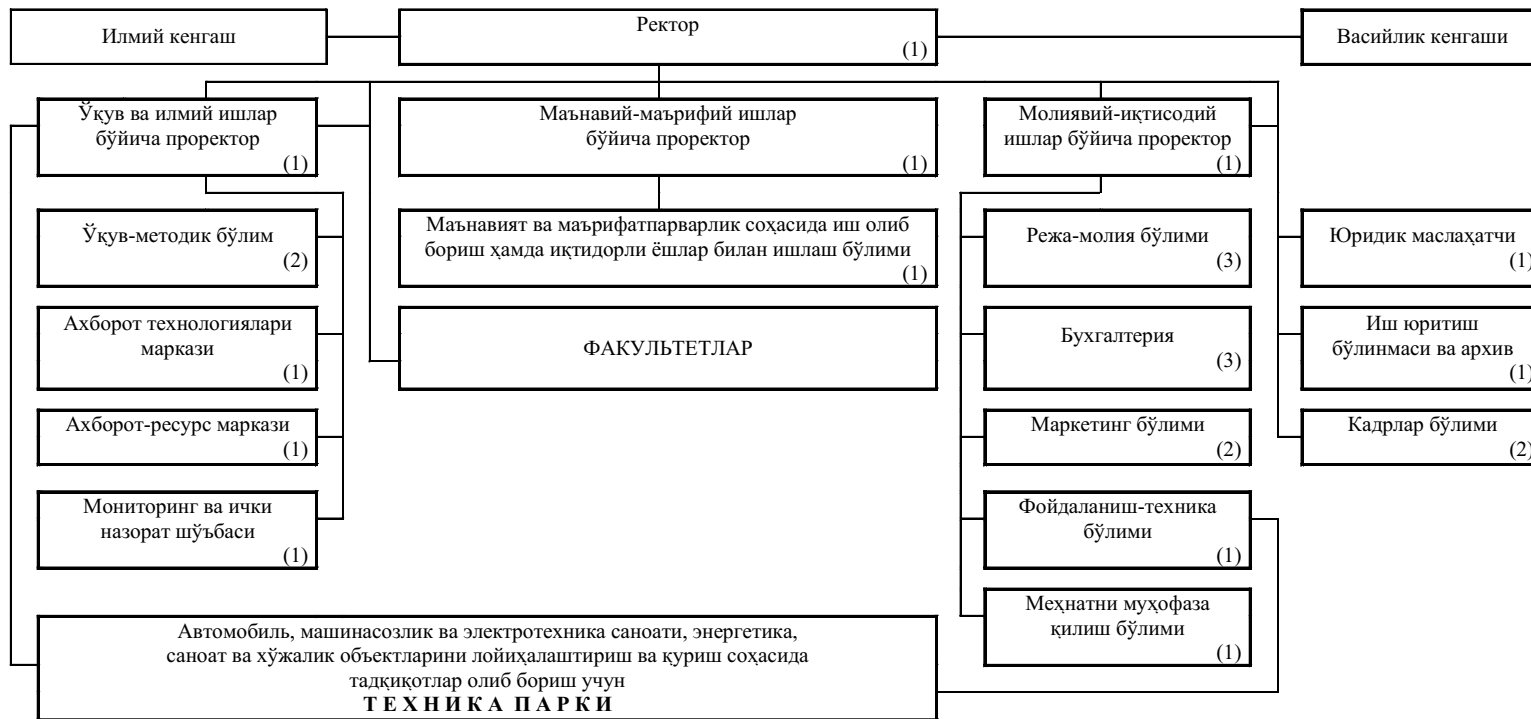 Илмий кенгаш
Ректор
(1)
Васийлик кенгаши
Ўқув ва илмий ишлар
бўйича проректор
(1)
Маънавий-маърифий ишлар
бўйича проректор
(1)
Молиявий-иқтисодий
ишлар бўйича проректор
(1)
Ўқув-методик бўлим
(2)
Маънавият ва маърифатпарварлик соҳасида иш олиб
бориш ҳамда иқтидорли ёшлар билан ишлаш бўлими
(1)
Режа-молия бўлими
(3)
Юридик маслаҳатчи
(1)
Ахборот технологиялари
маркази
(1)
ФАКУЛЬТЕТЛАР
Бухгалтерия
(3)
Иш юритиш
бўлинмаси ва архив
(1)
Ахборот-ресурс маркази
(1)
Маркетинг бўлими
(2)
Кадрлар бўлими
(2)
Мониторинг ва ички
назорат шўъбаси
(1)
Фойдаланиш-техника
бўлими
(1)
Меҳнатни муҳофаза
қилиш бўлими
(1)
Автомобиль, машинасозлик ва электротехника саноати, энергетика,
саноат ва хўжалик объектларини лойиҳалаштириш ва қуриш соҳасида
тадқиқотлар олиб бориш учун
Т Е Х Н И К А П А Р К И